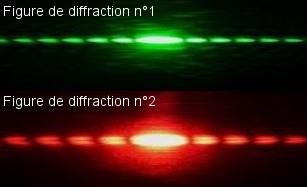 Figure de diffraction n°1
Figure de diffraction n°2